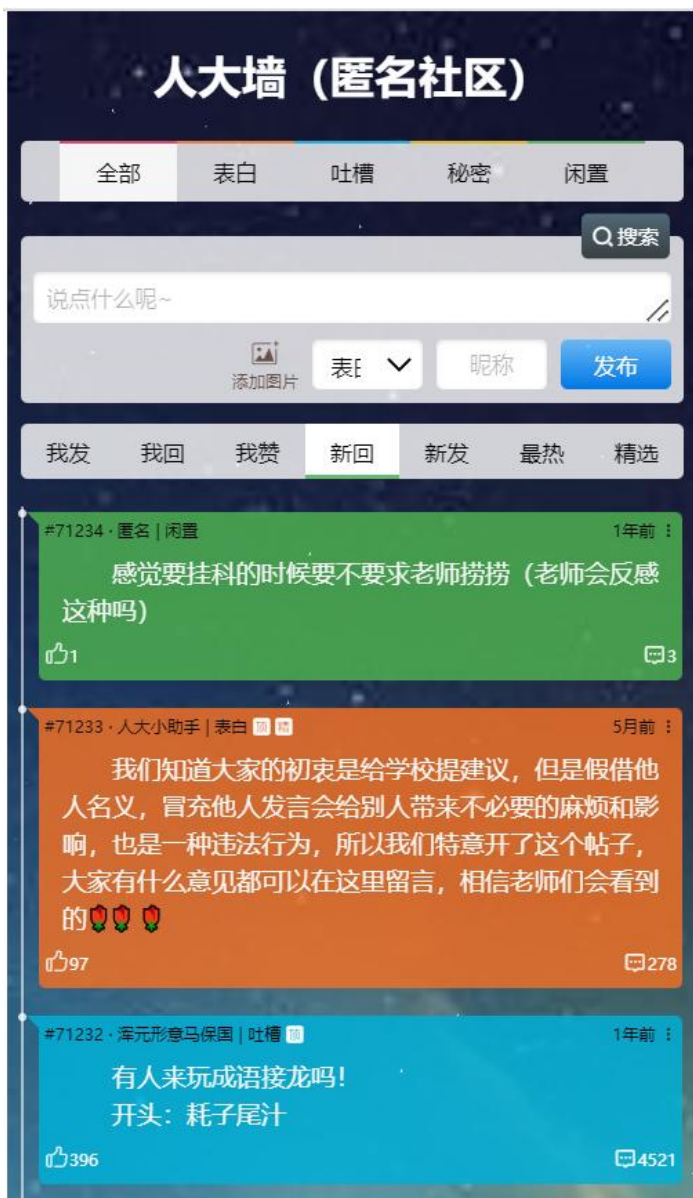 人大墙（匿名社区）
全部 表白 吐槽 秘密 闲置
搜索
说点什么呢~
添加图片 表 昵称 发布
我发 我回 我赞 新回 新发 最热 精选
#71234 · 匿名 | 闲置 1年前
感觉要挂科的时候要不要求老师捞捞（老师会反感
这种吗）
1 3
#71233 · 人大小助手 | 表白 顶 精 5月前
我们知道大家的初衷是给学校提建议，但是假借他
人名义，冒充他人发言会给别人带来不必要的麻烦和影
响，也是一种违法行为，所以我们特意开了这个帖子，
大家有什么意见都可以在这里留言，相信老师们会看到
的🌹🌹🌹
97 278
#71232 · 浑元形意马保国 | 吐槽 顶 1年前
有人来玩成语接龙吗！
开头：耗子尾汁
396 4521